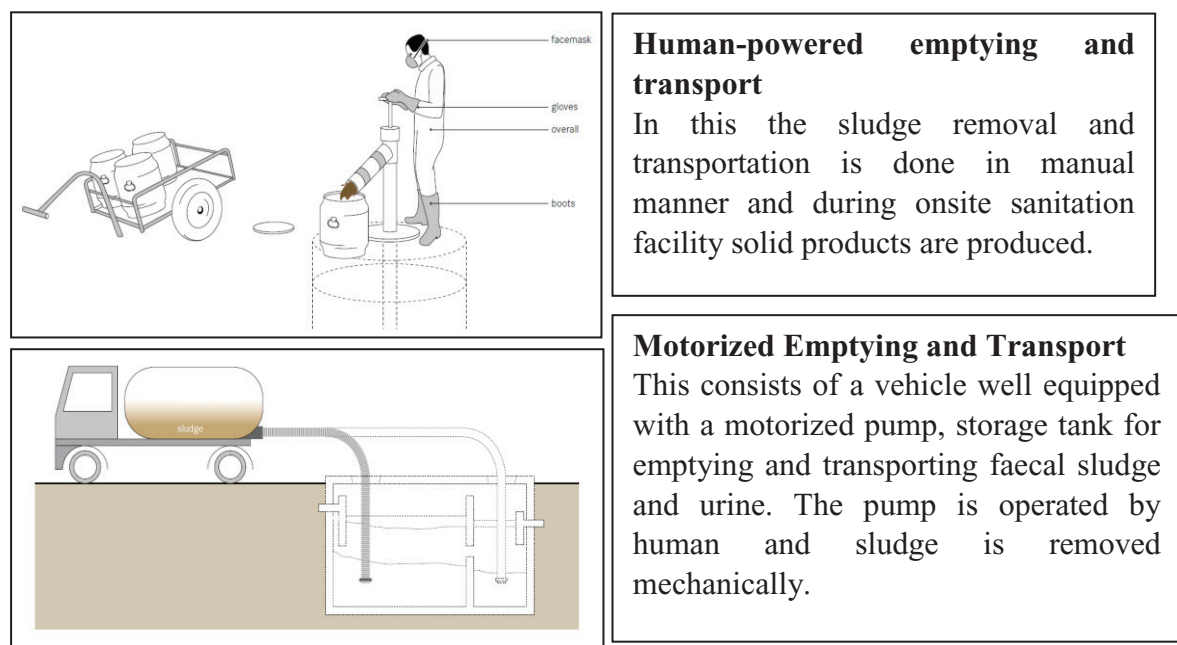 facemask
gloves
overall
boots
Human-powered emptying and
transport
In this the sludge removal and
transportation is done in manual
manner and during onsite sanitation
facility solid products are produced.
sludge
Motorized Emptying and Transport
This consists of a vehicle well equipped
with a motorized pump, storage tank for
emptying and transporting faecal sludge
and urine. The pump is operated by
human and sludge is removed
mechanically.